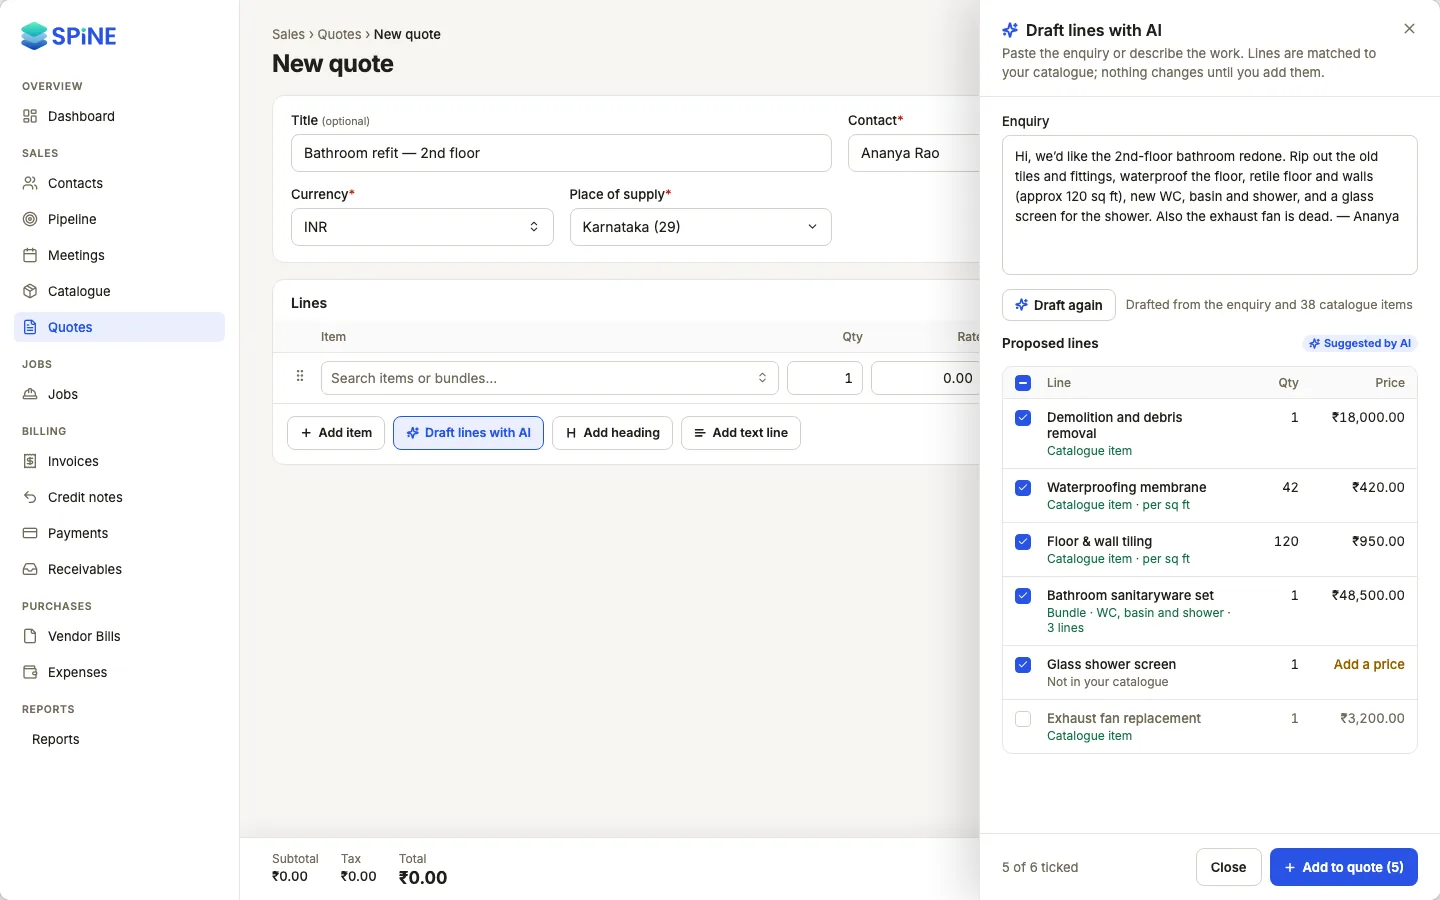 SPiNE
OVERVIEW
Dashboard
SALES
Contacts
Pipeline
Meetings
Catalogue
Quotes
JOBS
Jobs
BILLING
Invoices
Credit notes
Payments
Receivables
PURCHASES
Vendor Bills
Expenses
REPORTS
Reports
Sales › Quotes › New quote
New quote
Title (optional)
Contact*
Bathroom refit — 2nd floor
Ananya Rao
Currency*
Place of supply*
INR
Karnataka (29)
Lines
Item Qty Rate
Search items or bundles... 1 0.00
+ Add item
Draft lines with AI
H Add heading
Add text line
Subtotal Tax Total
₹0.00 ₹0.00 ₹0.00
Draft lines with AI
Paste the enquiry or describe the work. Lines are matched to
your catalogue; nothing changes until you add them.
Enquiry
Hi, we’d like the 2nd-floor bathroom redone. Rip out the old
tiles and fittings, waterproof the floor, retile floor and walls
(approx 120 sq ft), new WC, basin and shower, and a glass
screen for the shower. Also the exhaust fan is dead. — Ananya
Draft again
Drafted from the enquiry and 38 catalogue items
Proposed lines
Suggested by AI
Line Qty Price
Demolition and debris 1 ₹18,000.00
removal
Catalogue item
Waterproofing membrane 42 ₹420.00
Catalogue item · per sq ft
Floor & wall tiling 120 ₹950.00
Catalogue item · per sq ft
Bathroom sanitaryware set 1 ₹48,500.00
Bundle · WC, basin and shower ·
3 lines
Glass shower screen 1 Add a price
Not in your catalogue
Exhaust fan replacement 1 ₹3,200.00
Catalogue item
5 of 6 ticked
Close
+ Add to quote (5)